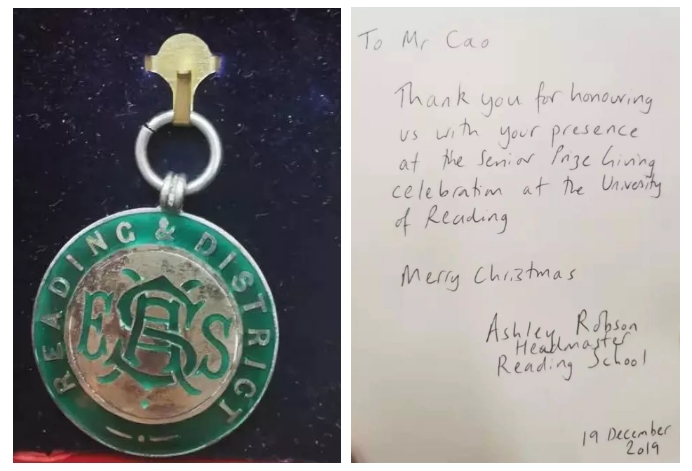 READING & DISTRICT
E S
To Mr Cao
Thank you for honouring
us with your presence
at the Senior Prize Giving
celebration at the University
of Reading
Merry Christmas
Ashley Robson
Headmaster
Reading School
19 December
2019